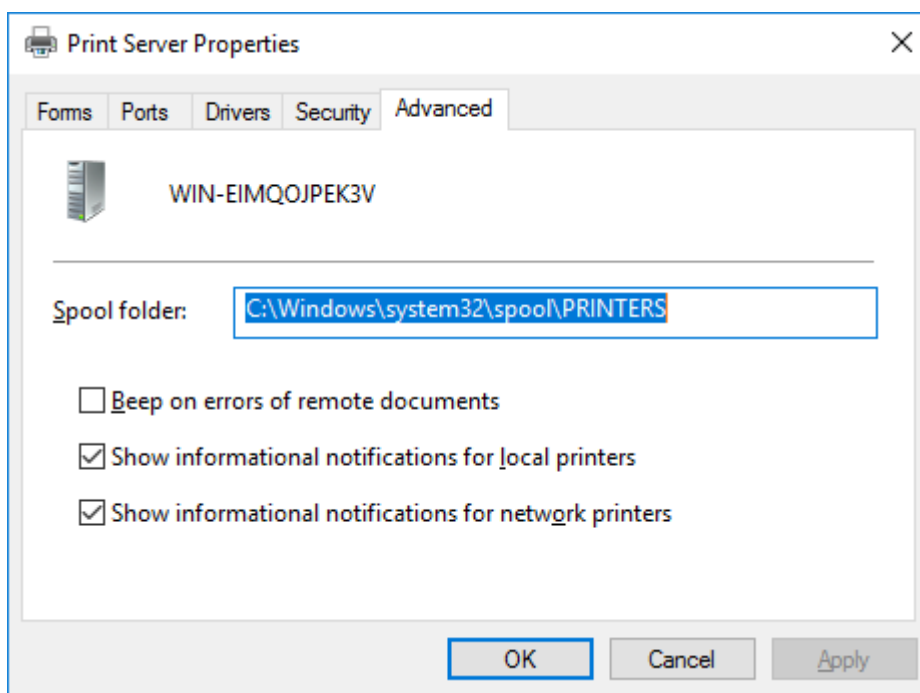 Print Server Properties
Forms Ports Drivers Security Advanced
WIN-EIMQOJPEK3V
Spool folder: C:\Windows\system32\spool\PRINTERS
Beep on errors of remote documents
Show informational notifications for local printers
Show informational notifications for network printers
OK Cancel Apply